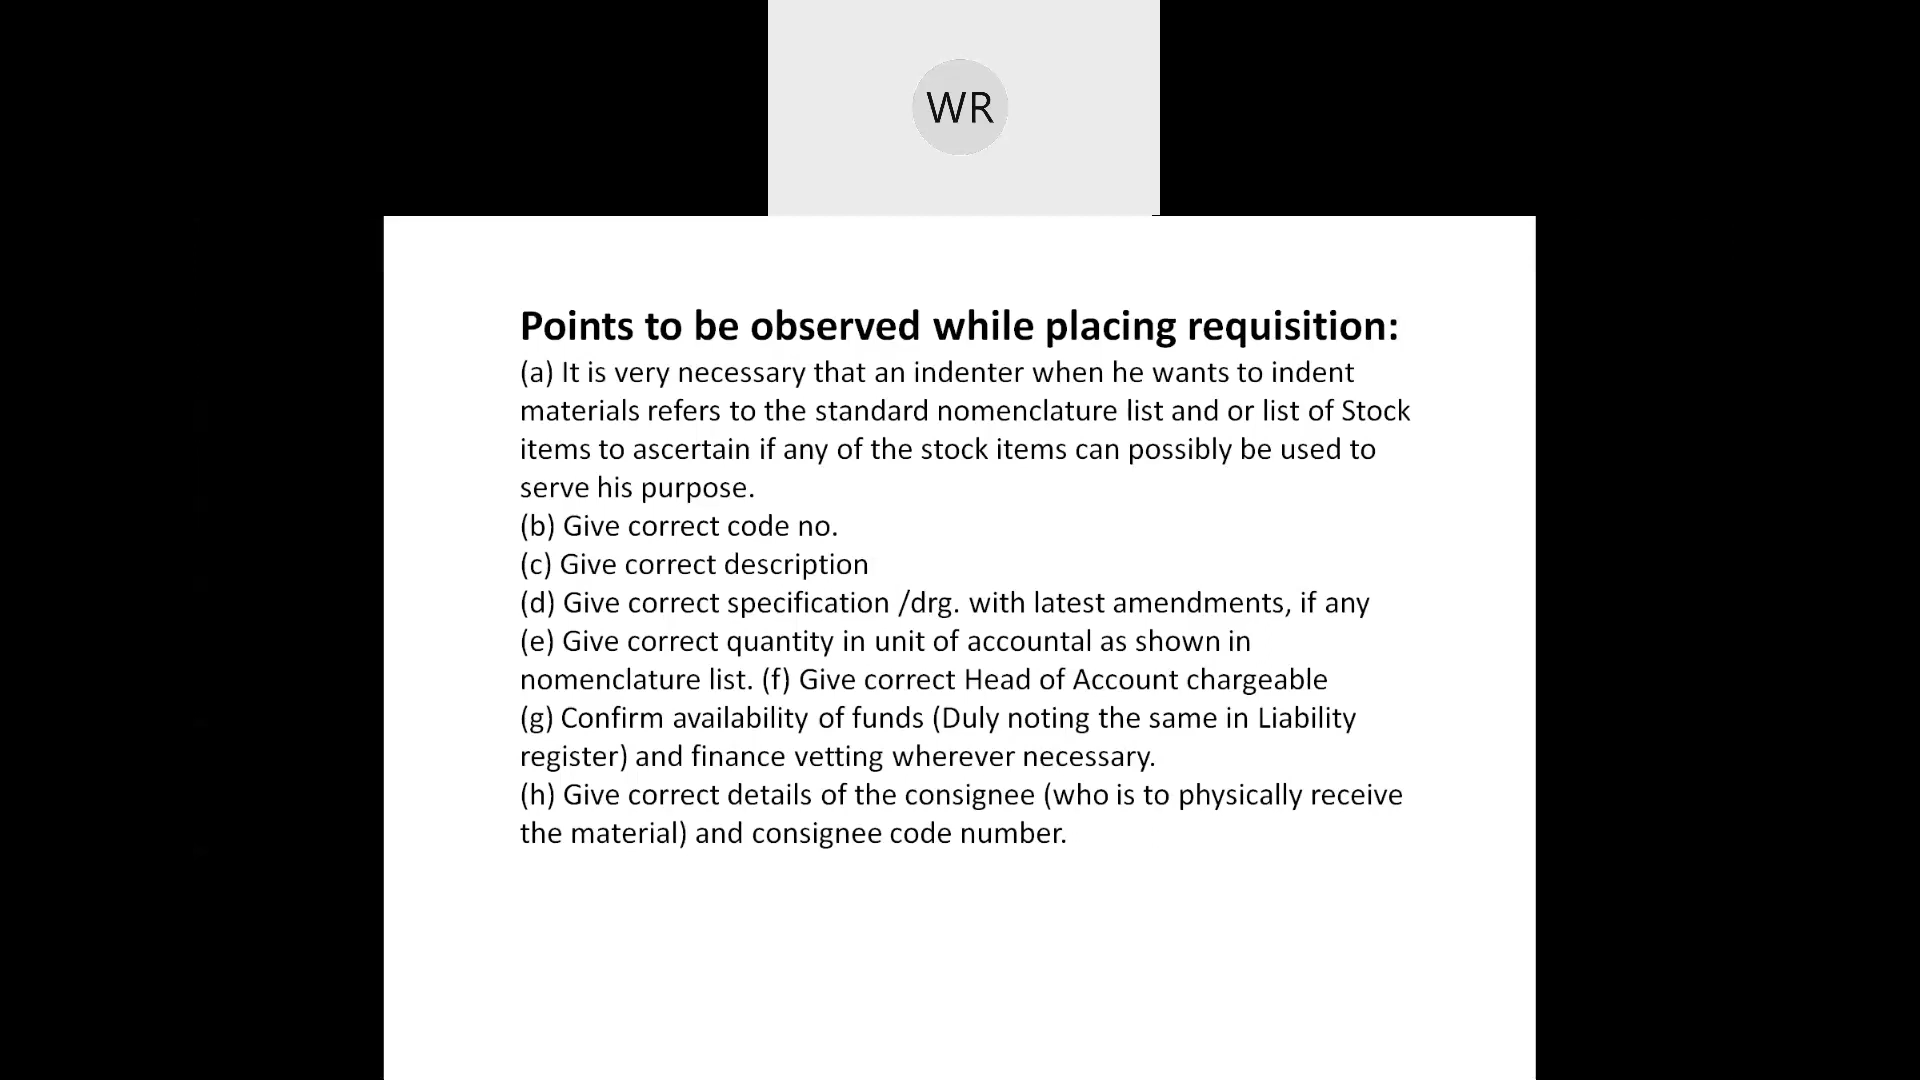 WR
Points to be observed while placing requisition:
(a) It is very necessary that an indenter when he wants to indent
materials refers to the standard nomenclature list and or list of Stock
items to ascertain if any of the stock items can possibly be used to
serve his purpose.
(b) Give correct code no.
(c) Give correct description
(d) Give correct specification /drg. with latest amendments, if any
(e) Give correct quantity in unit of accountal as shown in
nomenclature list. (f) Give correct Head of Account chargeable
(g) Confirm availability of funds (Duly noting the same in Liability
register) and finance vetting wherever necessary.
(h) Give correct details of the consignee (who is to physically receive
the material) and consignee code number.